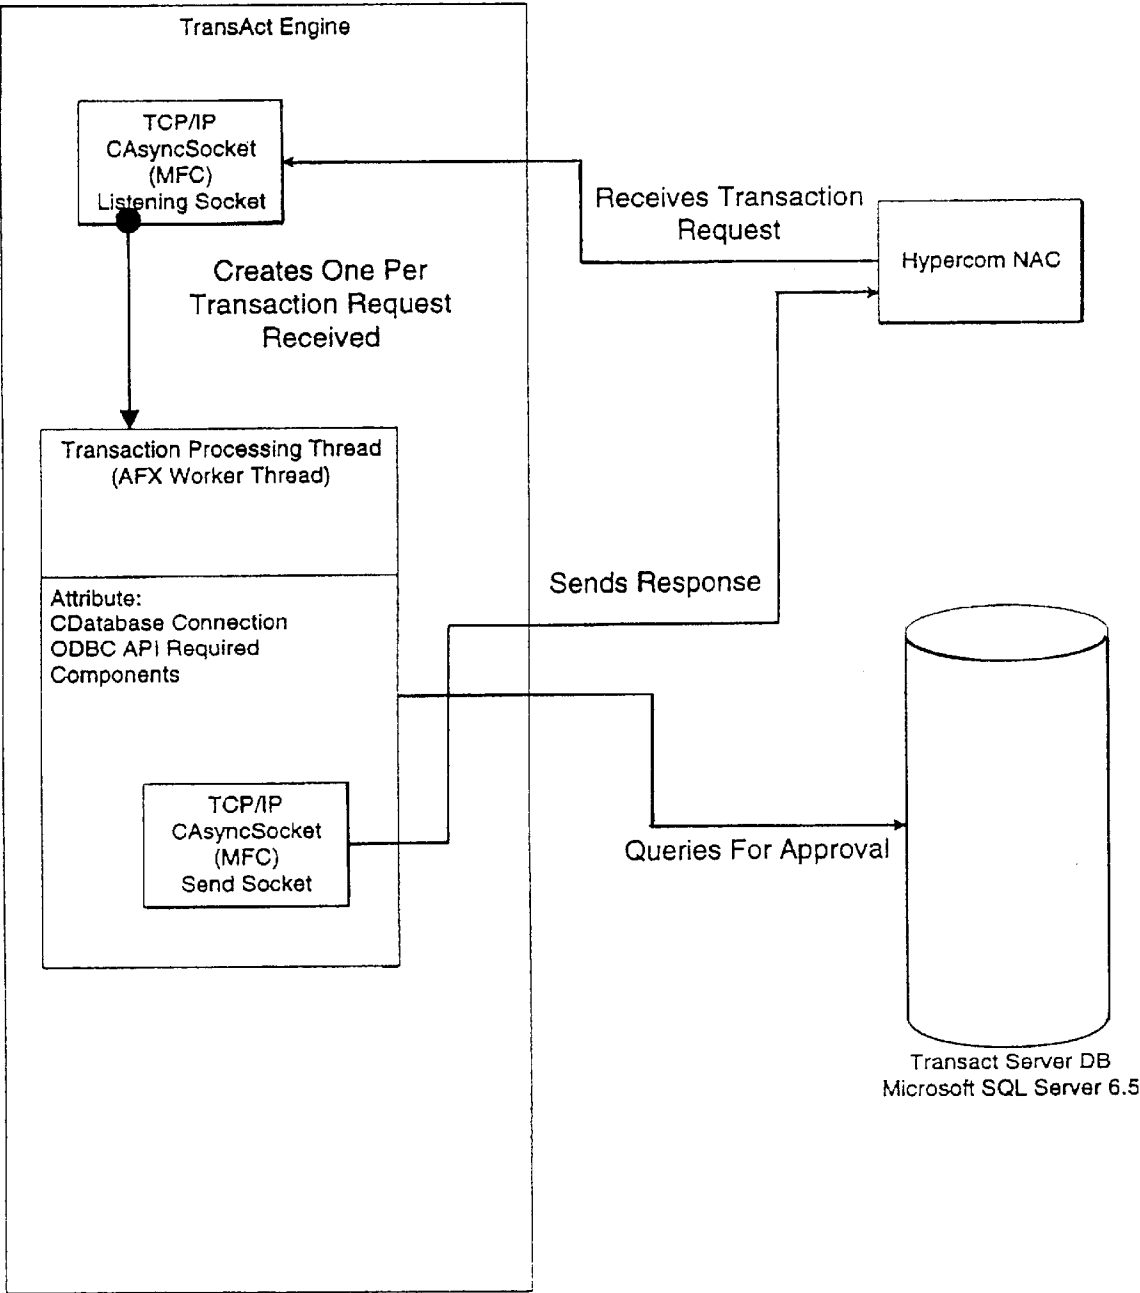 TransAct Engine
TCP/IP
CAsyncSocket
(MFC)
Listening Socket
Receives Transaction
Request
Hypercom NAC
Creates One Per
Transaction Request
Received
Transaction Processing Thread
(AFX Worker Thread)
Sends Response
Attribute:
CDatabase Connection
ODBC API Required
Components
TCP/IP
CAsyncSocket
(MFC)
Send Socket
Queries For Approval
Transact Server DB
Microsoft SQL Server 6.5